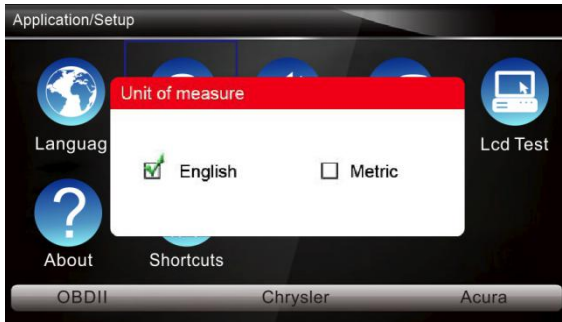 Application/Setup
Unit of measure
Languag
Lcd Test
English
Metric
About
Shortcuts
OBDII
Chrysler
Acura